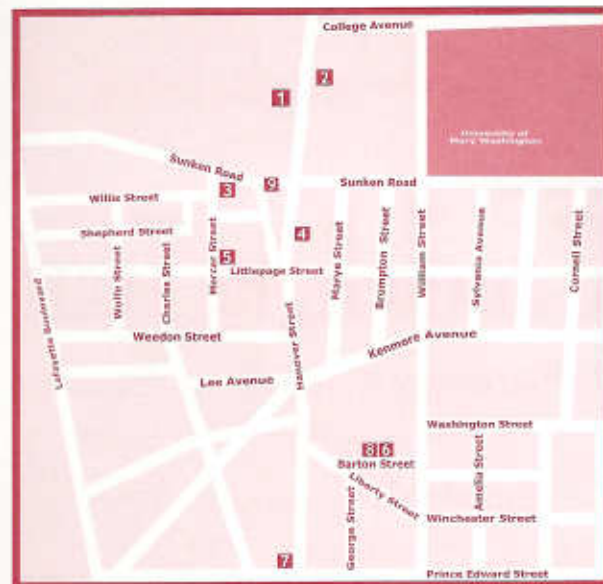 College Avenue
2
1
University of
Mary Washington
Sunken Road
3
9
Sunken Road
Willis Street
4
Shepherd Street
5
Littlepage Street
Wolfe Street
Charles Street
Mercer Street
Marye Street
Brumpton Street
William Street
Sylvania Avenue
Cornell Street
Lafayette Boulevard
Hanover Street
Weedon Street
Kenmore Avenue
Lee Avenue
Washington Street
8 6
Barton Street
Liberty Street
Amelia Street
George Street
Winchester Street
7
Prince Edward Street